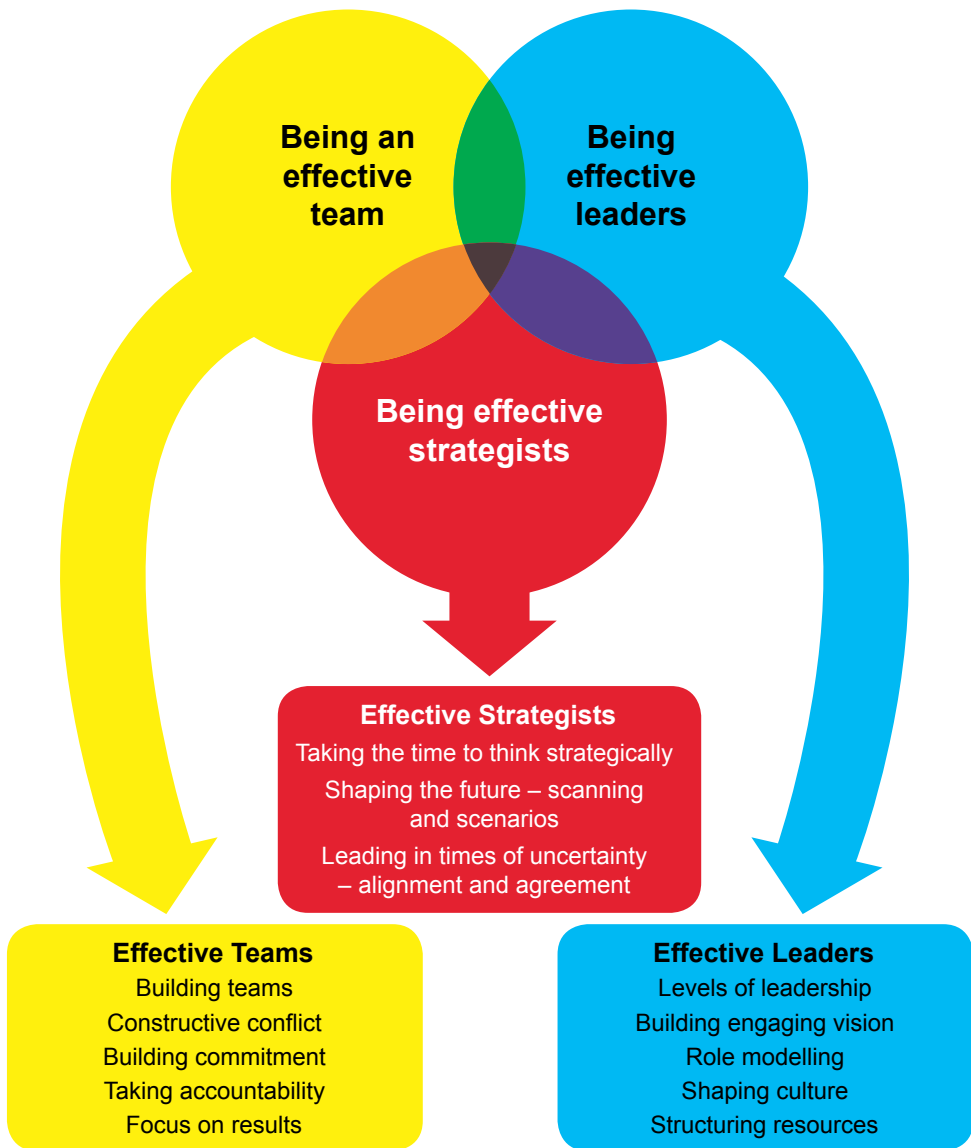 Being an
effective
team
Being
effective
leaders
Being effective
strategists
Effective Strategists
Taking the time to think strategically
Shaping the future – scanning
and scenarios
Leading in times of uncertainty
– alignment and agreement
Effective Teams
Building teams
Constructive conflict
Building commitment
Taking accountability
Focus on results
Effective Leaders
Levels of leadership
Building engaging vision
Role modelling
Shaping culture
Structuring resources